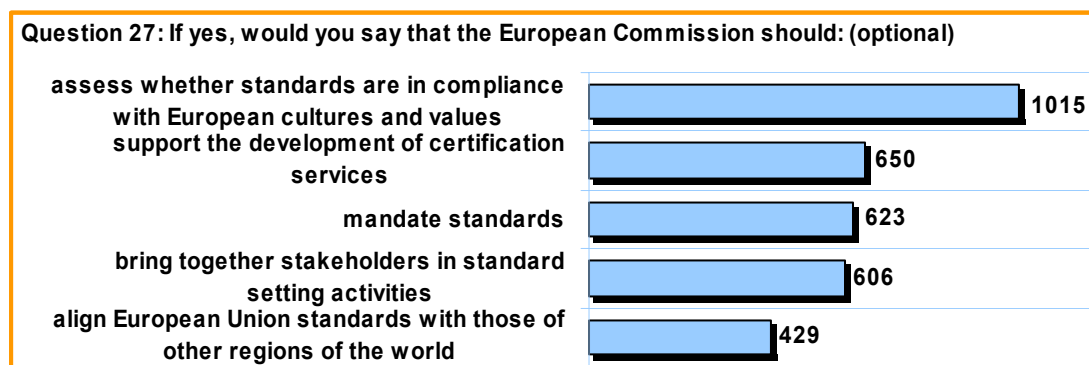 Question 27: If yes, would you say that the European Commission should: (optional)
assess whether standards are in compliance
with European cultures and values
1015
support the development of certification
services
650
mandate standards
623
bring together stakeholders in standard
setting activities
606
align European Union standards with those of
other regions of the world
429